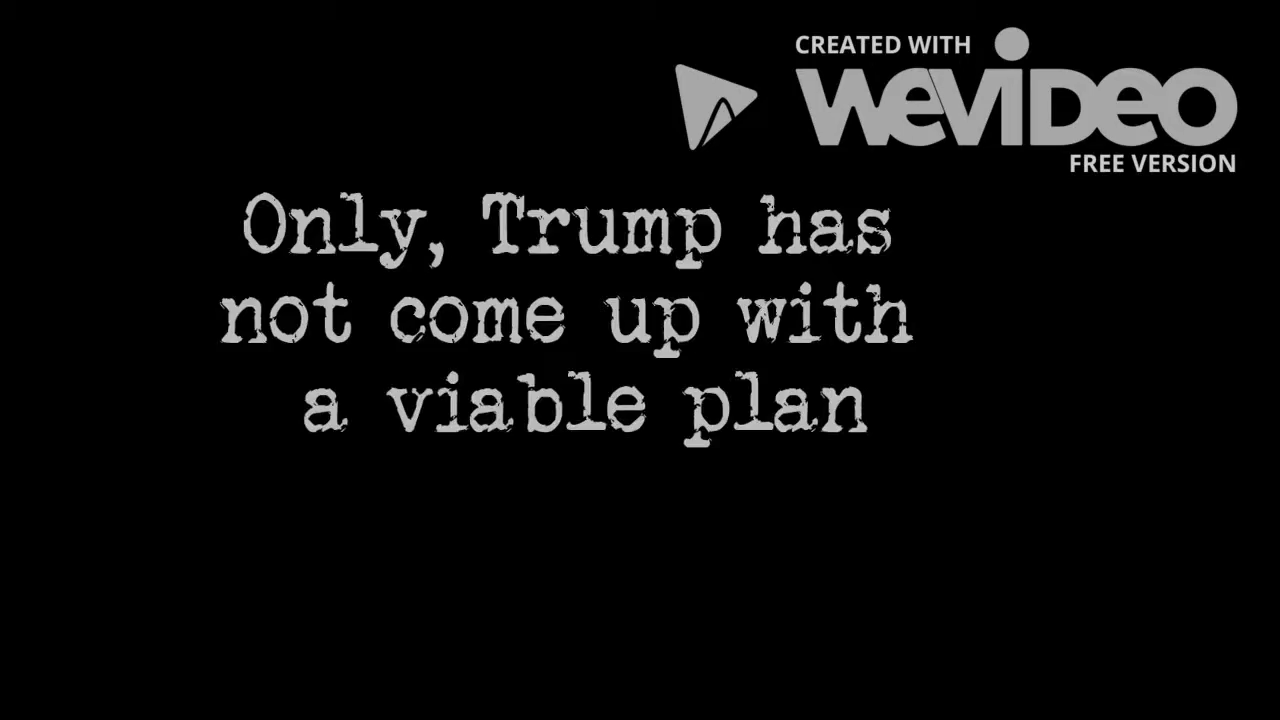 CREATED WITH
WEVIDEO
FREE VERSION
Only, Trump has
not come up with
a viable plan